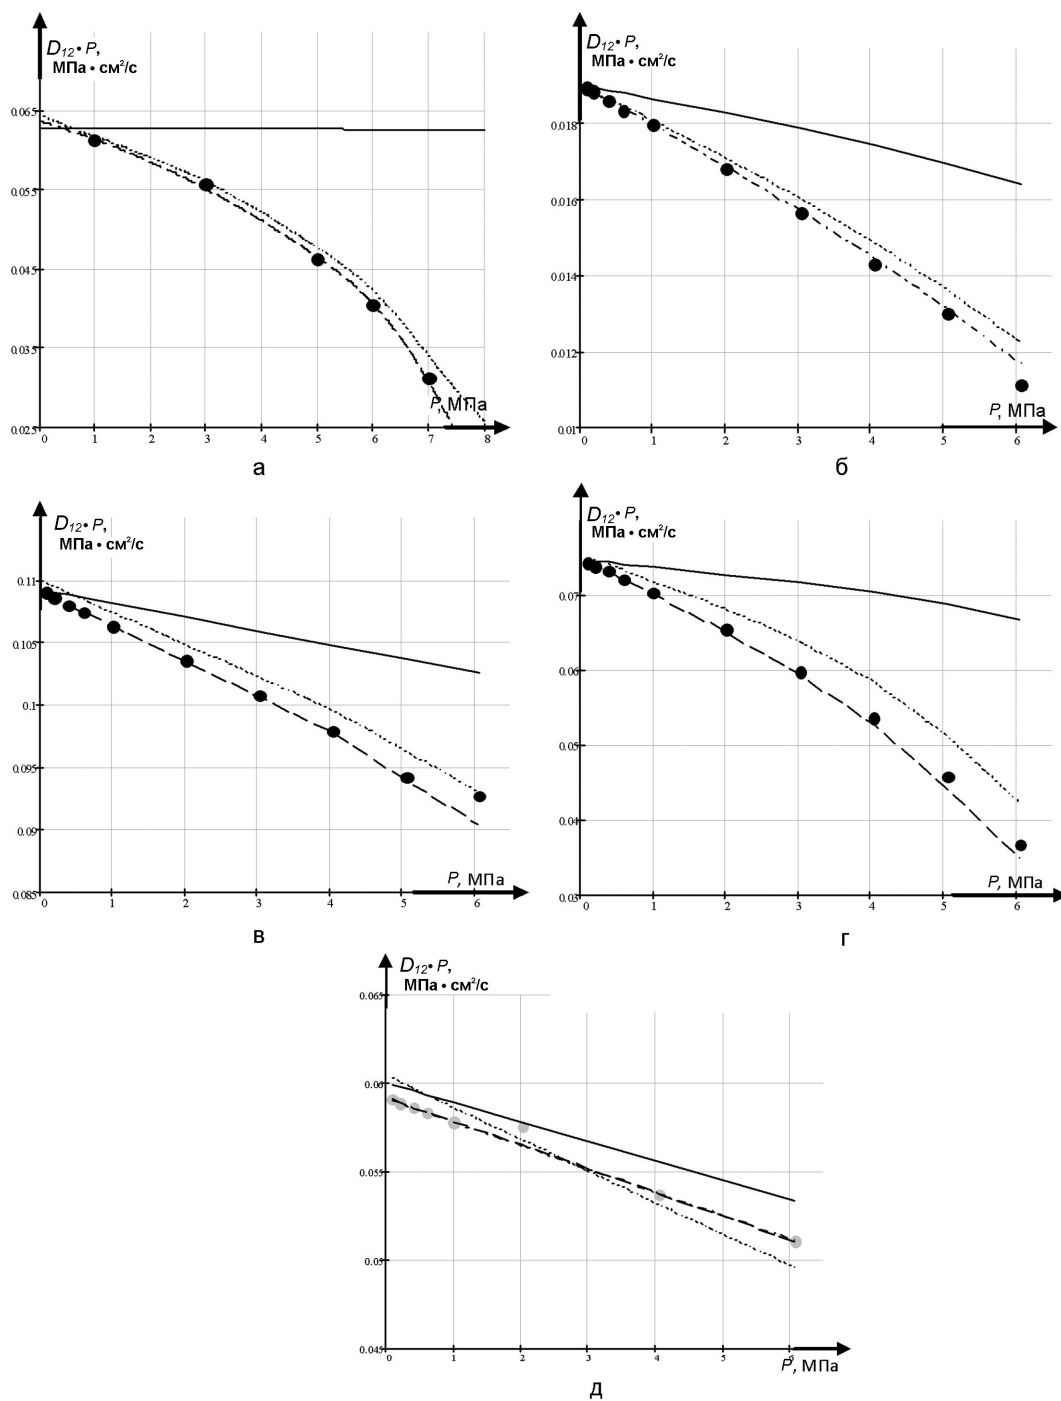 D₁₂• P,
МПа • см²/с
0.065
0.055
0.045
0.035
0.025
P, МПа
0 1 2 3 4 5 6 7 8
а
D₁₂• P,
МПа • см²/с
0.018
0.016
0.014
0.012
0.01
P, МПа
0 1 2 3 4 5 6
б
D₁₂• P,
МПа • см²/с
0.11
0.105
0.1
0.095
0.09
0.085
P, МПа
0 1 2 3 4 5 6
в
D₁₂• P,
МПа • см²/с
0.07
0.06
0.05
0.04
0.03
P, МПа
0 1 2 3 4 5 6
г
D₁₂• P,
МПа • см²/с
0.065
0.06
0.055
0.05
0.045
0 1 2 3 4 5 6
P, МПа
д